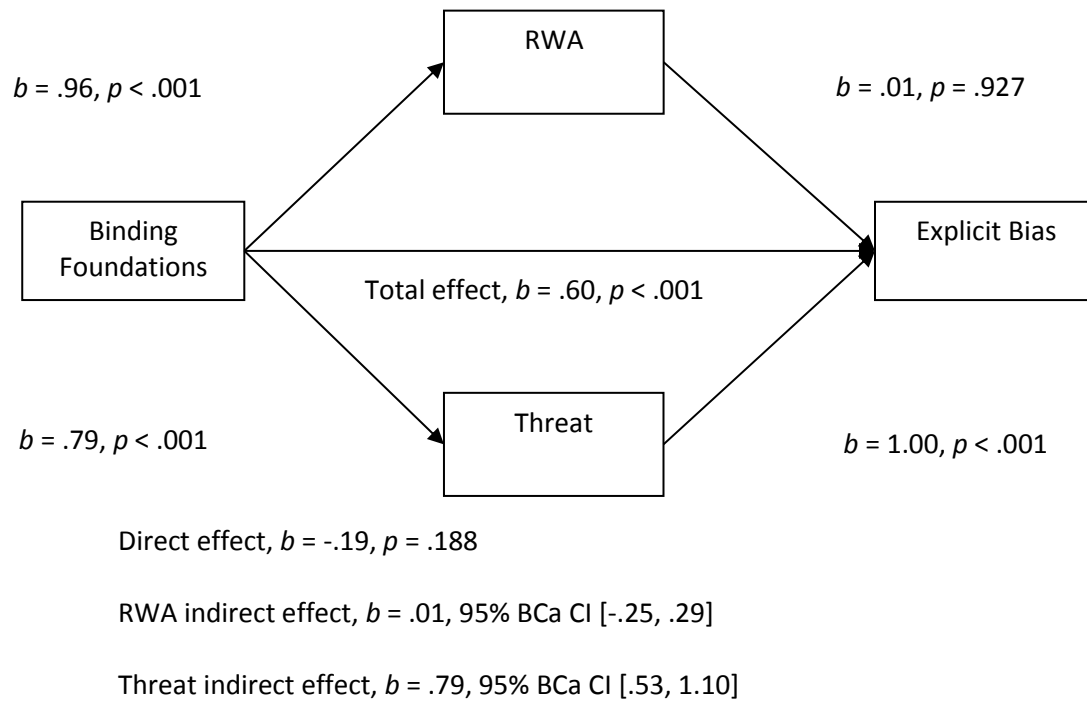 RWA
b = .96, p < .001
b = .01, p = .927
Binding
Foundations
Explicit Bias
Total effect, b = .60, p < .001
Threat
b = .79, p < .001
b = 1.00, p < .001
Direct effect, b = -.19, p = .188
RWA indirect effect, b = .01, 95% BCa CI [-.25, .29]
Threat indirect effect, b = .79, 95% BCa CI [.53, 1.10]